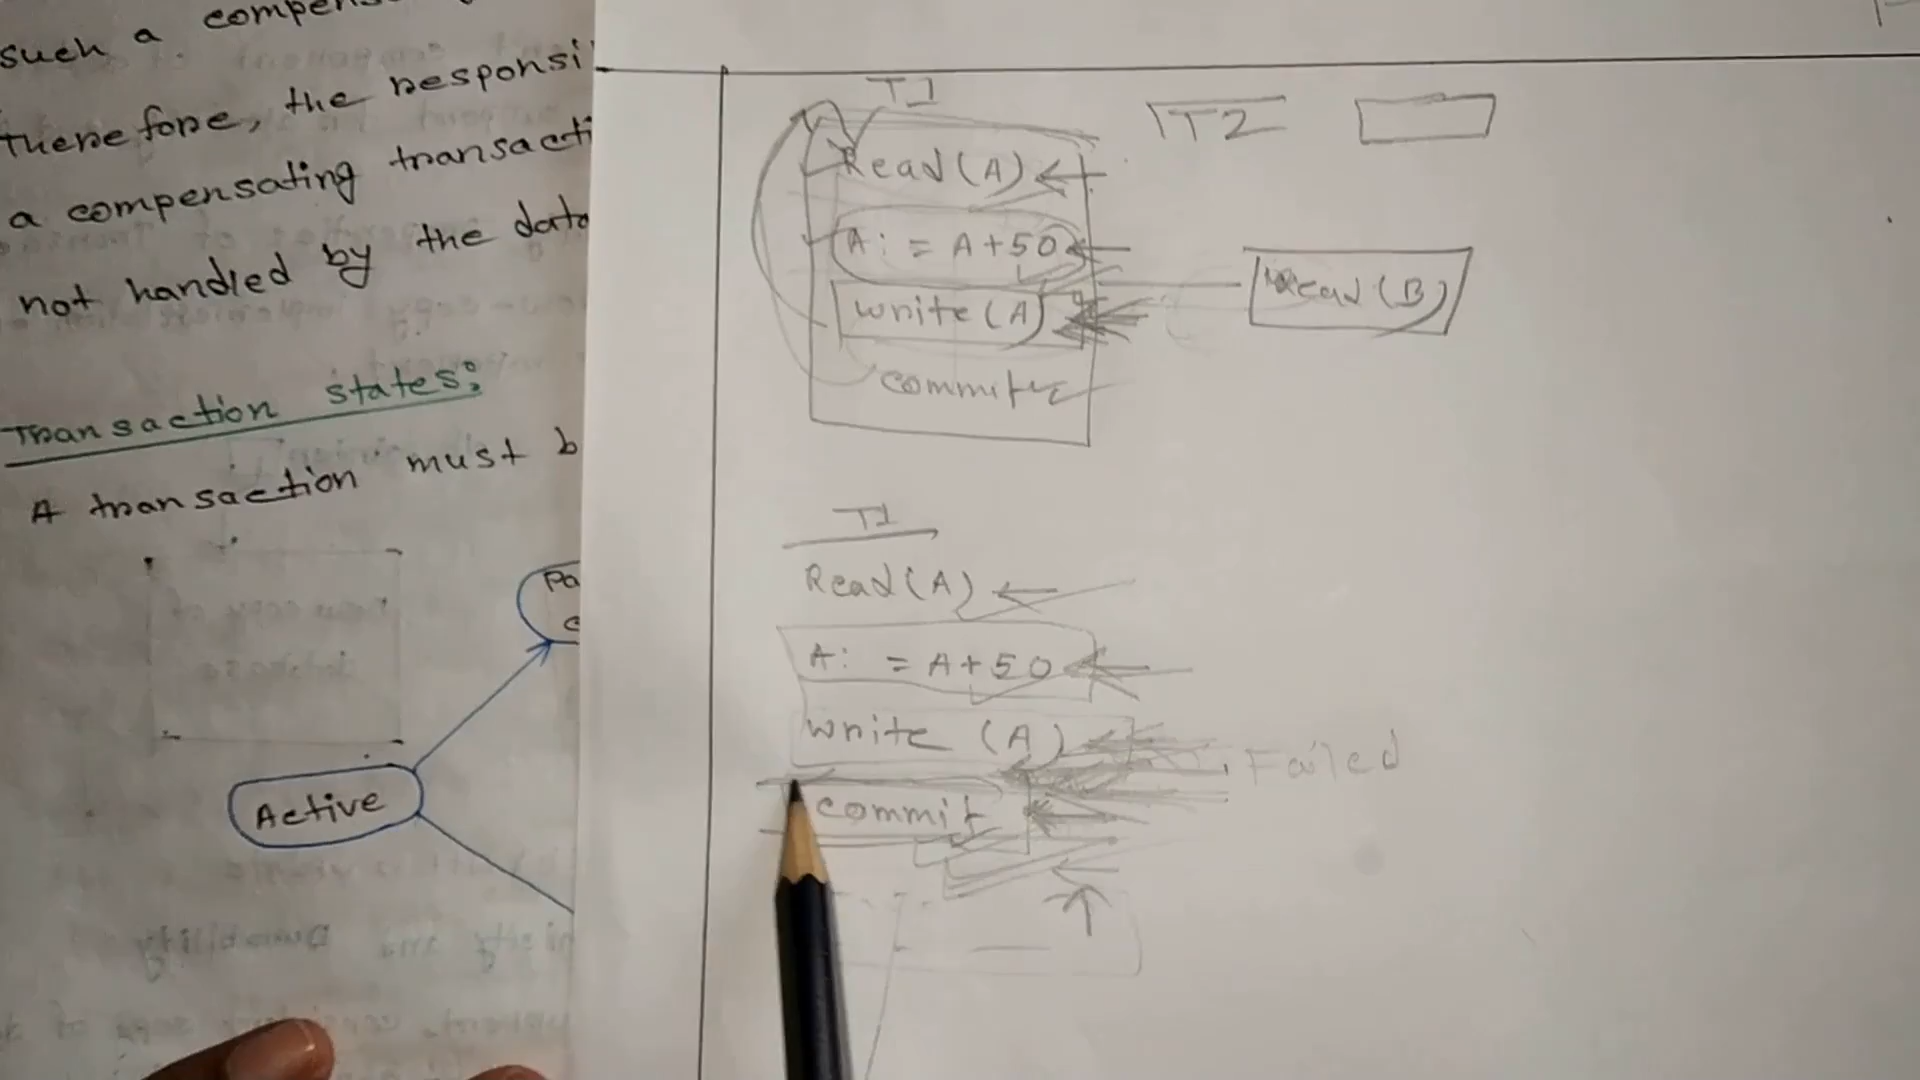 such a
therefore, the responsi
a compensating transacti
not handled by the data
Transaction states:
A transaction must b
Pa
c
Active
T1
T2
Read (A)
A: = A+50
Read (B)
write (A)
commit
T1
Read (A)
A: = A+50
write (A)
Failed
commit